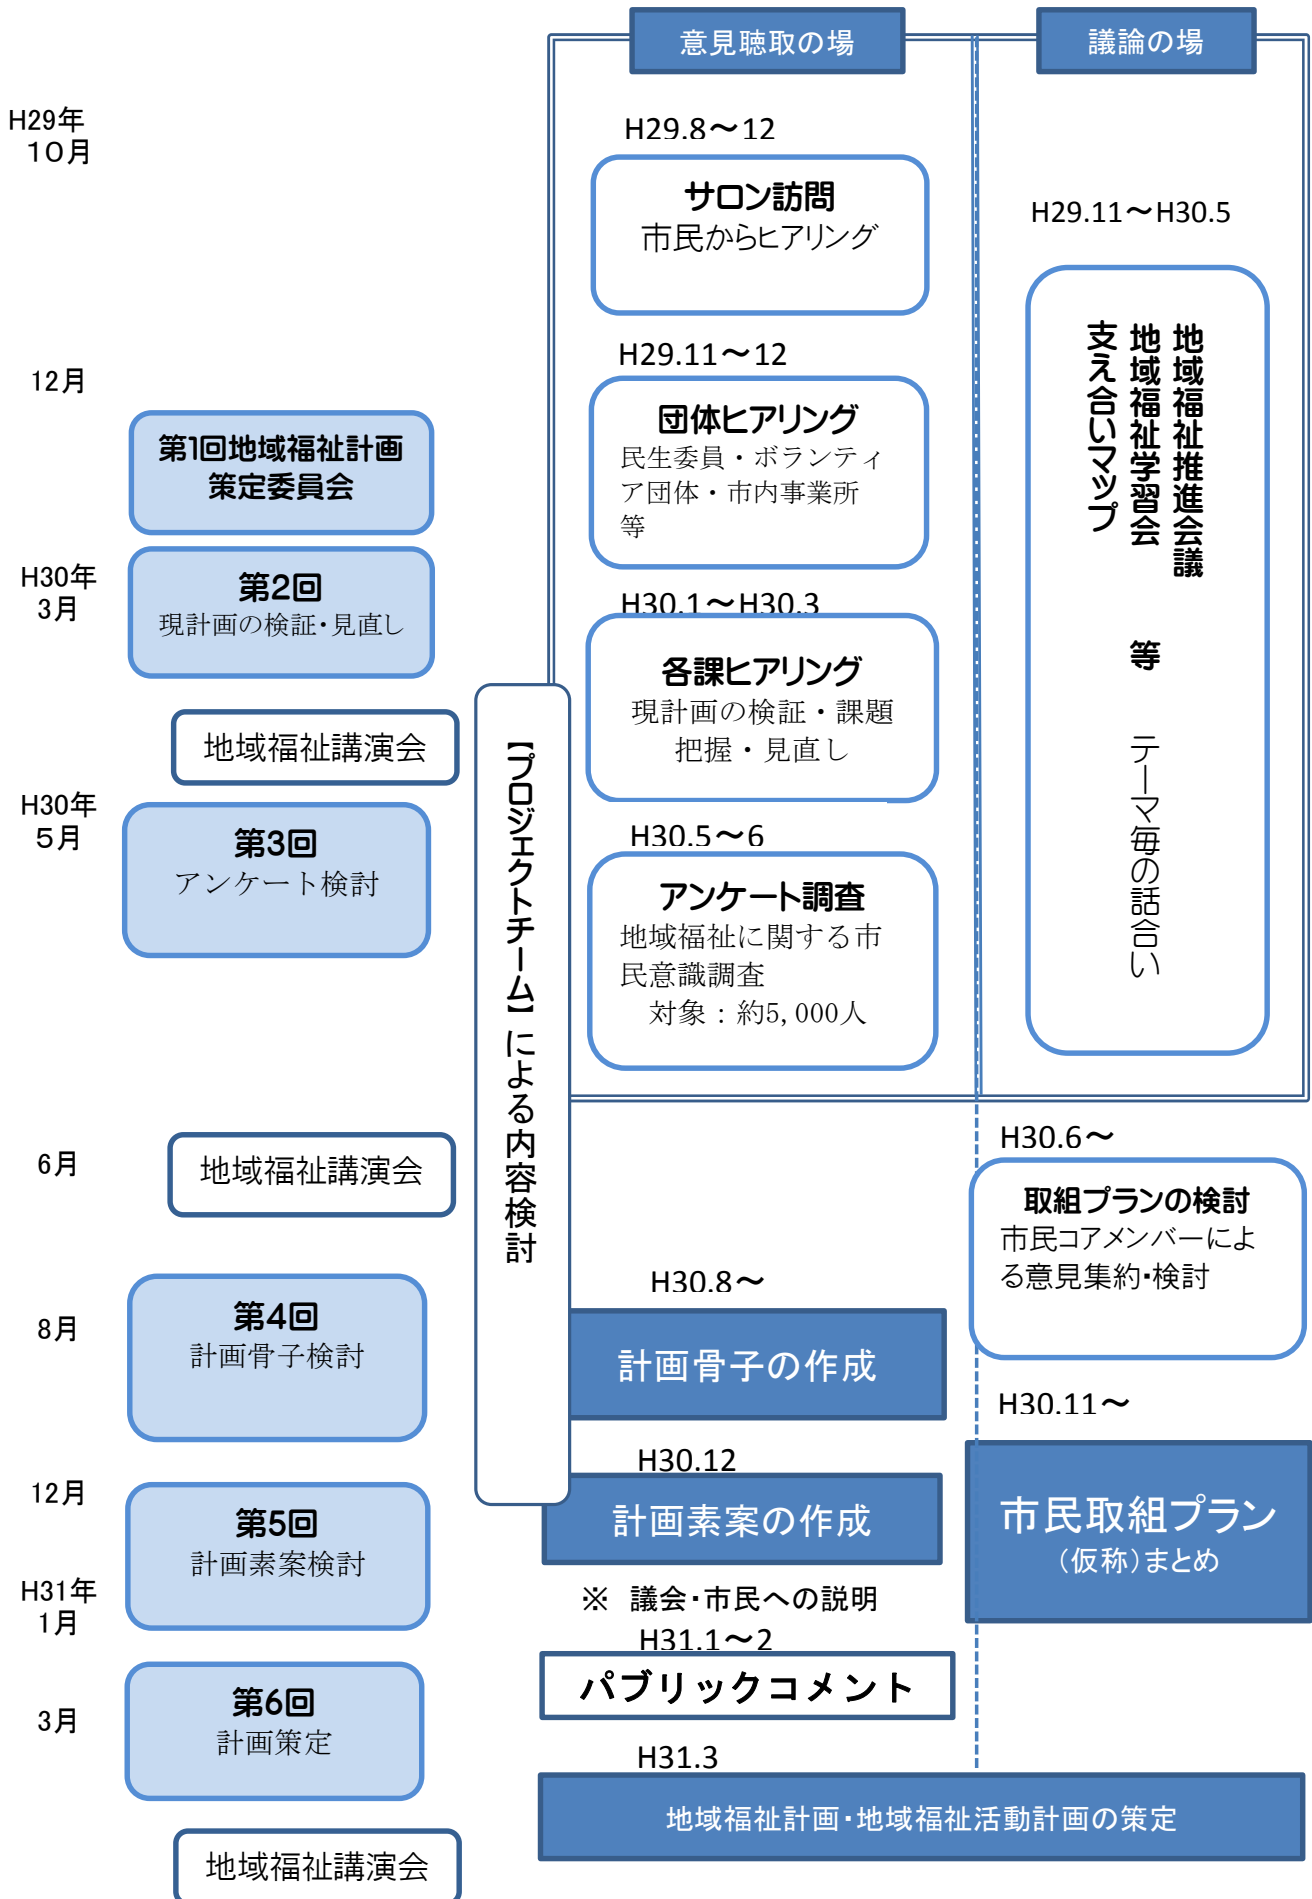 意見聴取の場
議論の場
H29年
10月
12月
H30年
3月
H30年
5月
6月
8月
12月
H31年
1月
3月
第1回地域福祉計画
策定委員会
第2回
現計画の検証・見直し
地域福祉講演会
第3回
アンケート検討
地域福祉講演会
第4回
計画骨子検討
第5回
計画素案検討
第6回
計画策定
地域福祉講演会
【プロジェクトチーム】による内容検討
H29.8～12
サロン訪問
市民からヒアリング
H29.11～12
団体ヒアリング
民生委員・ボランティ
ア団体・市内事業所
等
H30.1～H30.3
各課ヒアリング
現計画の検証・課題
把握・見直し
H30.5～6
アンケート調査
地域福祉に関する市
民意識調査
対象：約5,000人
H30.8～
計画骨子の作成
H30.12
計画素案の作成
※ 議会・市民への説明
H31.1～2
パブリックコメント
H31.3
地域福祉計画・地域福祉活動計画の策定
H29.11～H30.5
地域福祉推進会議
地域福祉学習会 等 テーマ毎の話合い
支え合いマップ
H30.6～
取組プランの検討
市民コアメンバーによ
る意見集約・検討
H30.11～
市民取組プラン
（仮称）まとめ